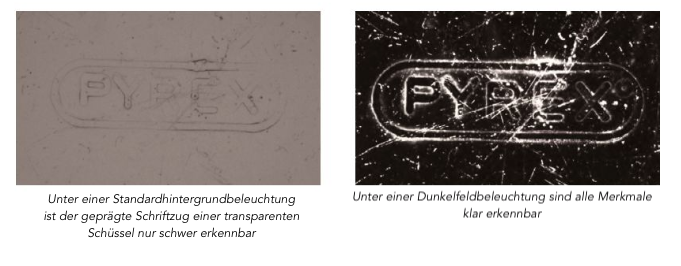 PYREX
PYREX
Unter einer Standardhintergrundbeleuchtung
ist der geprägte Schriftzug einer transparenten
Schüssel nur schwer erkennbar
Unter einer Dunkelfeldbeleuchtung sind alle Merkmale
klar erkennbar